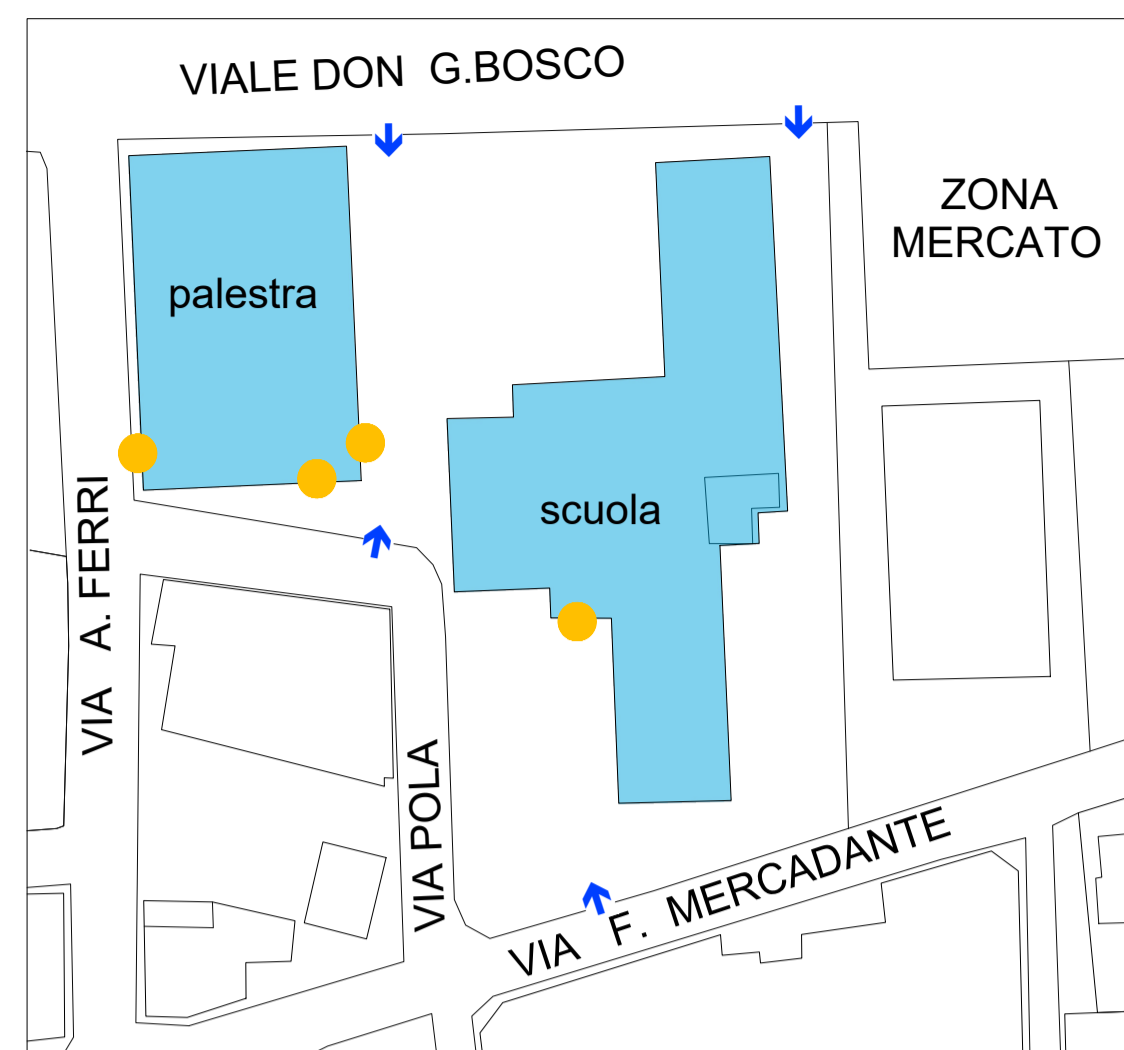 VIALE DON G.BOSCO
ZONA
MERCATO
palestra
scuola
VIA A. FERRI
VIA POLA
VIA F. MERCADANTE